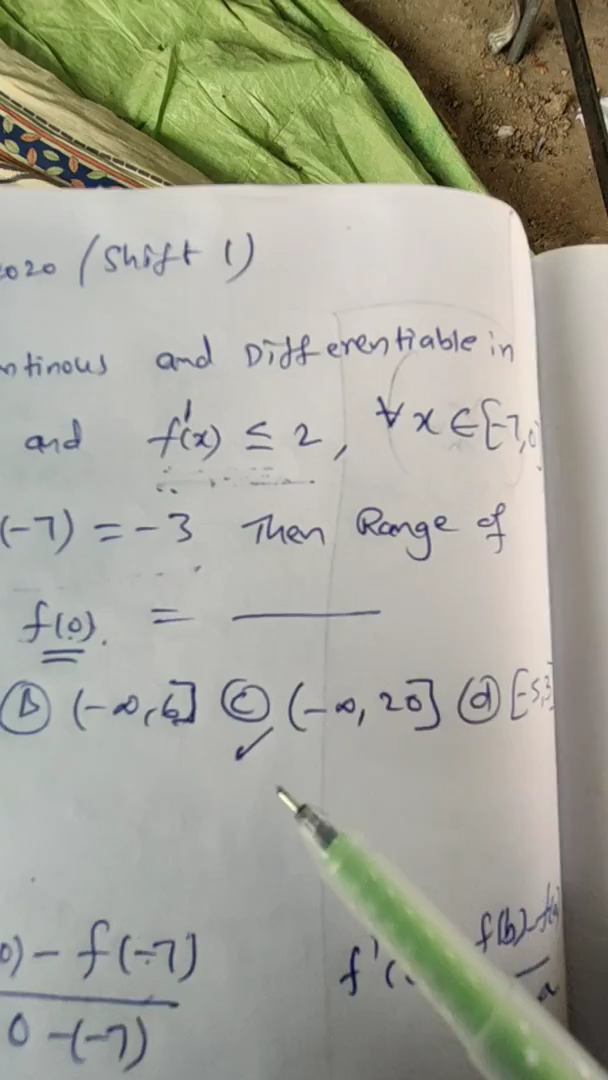 2020 (Shift 1)
ntinous and Differentiable in
and f'(x) ≤ 2, ∀ x ∈ [-7,0
(-7) = -3 Then Range of
f(0). = ____
(b) (-∞, 6] (c) (-∞, 20] (d) [-5,3]
✓
0) - f(-7)
0 - (-7)
f'(
f(b) - f(a)
a